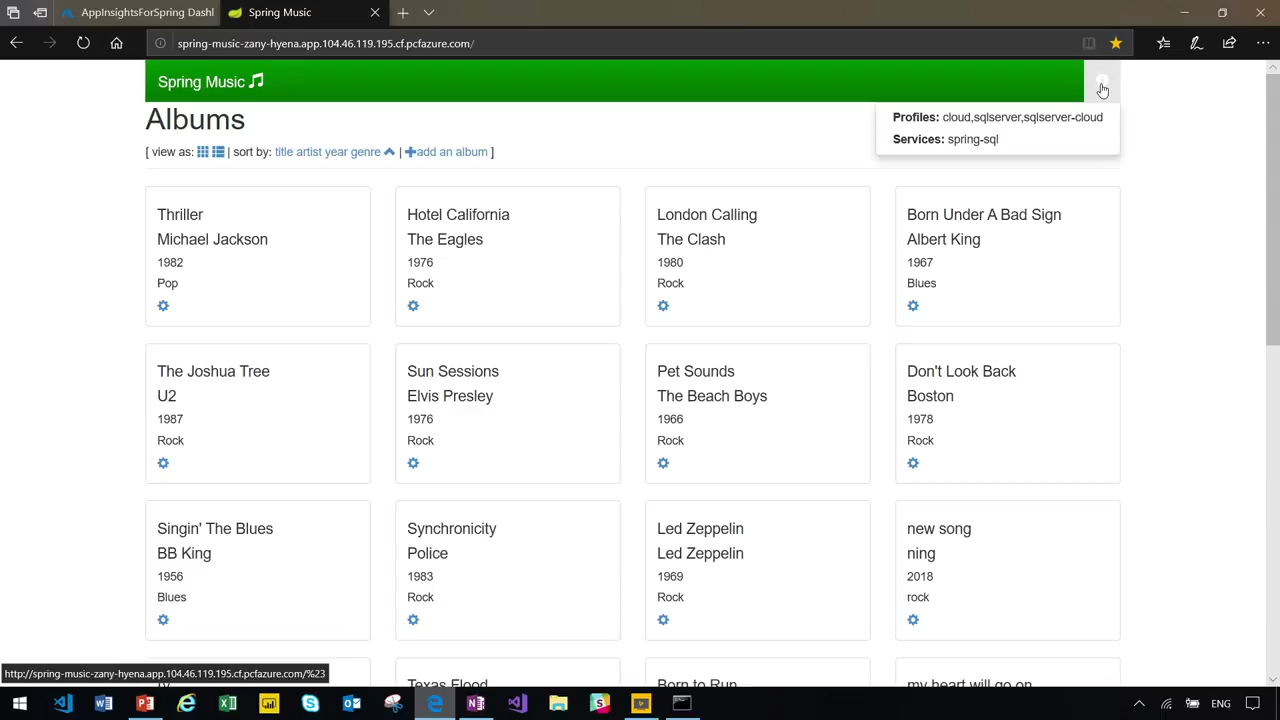 AppInsightsForSpring Dashl
Spring Music
spring-music-zany-hyena.app.104.46.119.195.cf.pcfazure.com/
Spring Music
Profiles: cloud,sqlserver,sqlserver-cloud
Services: spring-sql
Albums
[ view as: | sort by: title artist year genre | add an album ]
Thriller
Michael Jackson
1982
Pop
Hotel California
The Eagles
1976
Rock
London Calling
The Clash
1980
Rock
Born Under A Bad Sign
Albert King
1967
Blues
The Joshua Tree
U2
1987
Rock
Sun Sessions
Elvis Presley
1976
Rock
Pet Sounds
The Beach Boys
1966
Rock
Don't Look Back
Boston
1978
Rock
Singin' The Blues
BB King
1956
Blues
Synchronicity
Police
1983
Rock
Led Zeppelin
Led Zeppelin
1969
Rock
new song
ning
2018
rock
Texas Flood
Born to Run
my heart will go on
http://spring-music-zany-hyena.app.104.46.119.195.cf.pcfazure.com/%23
ENG